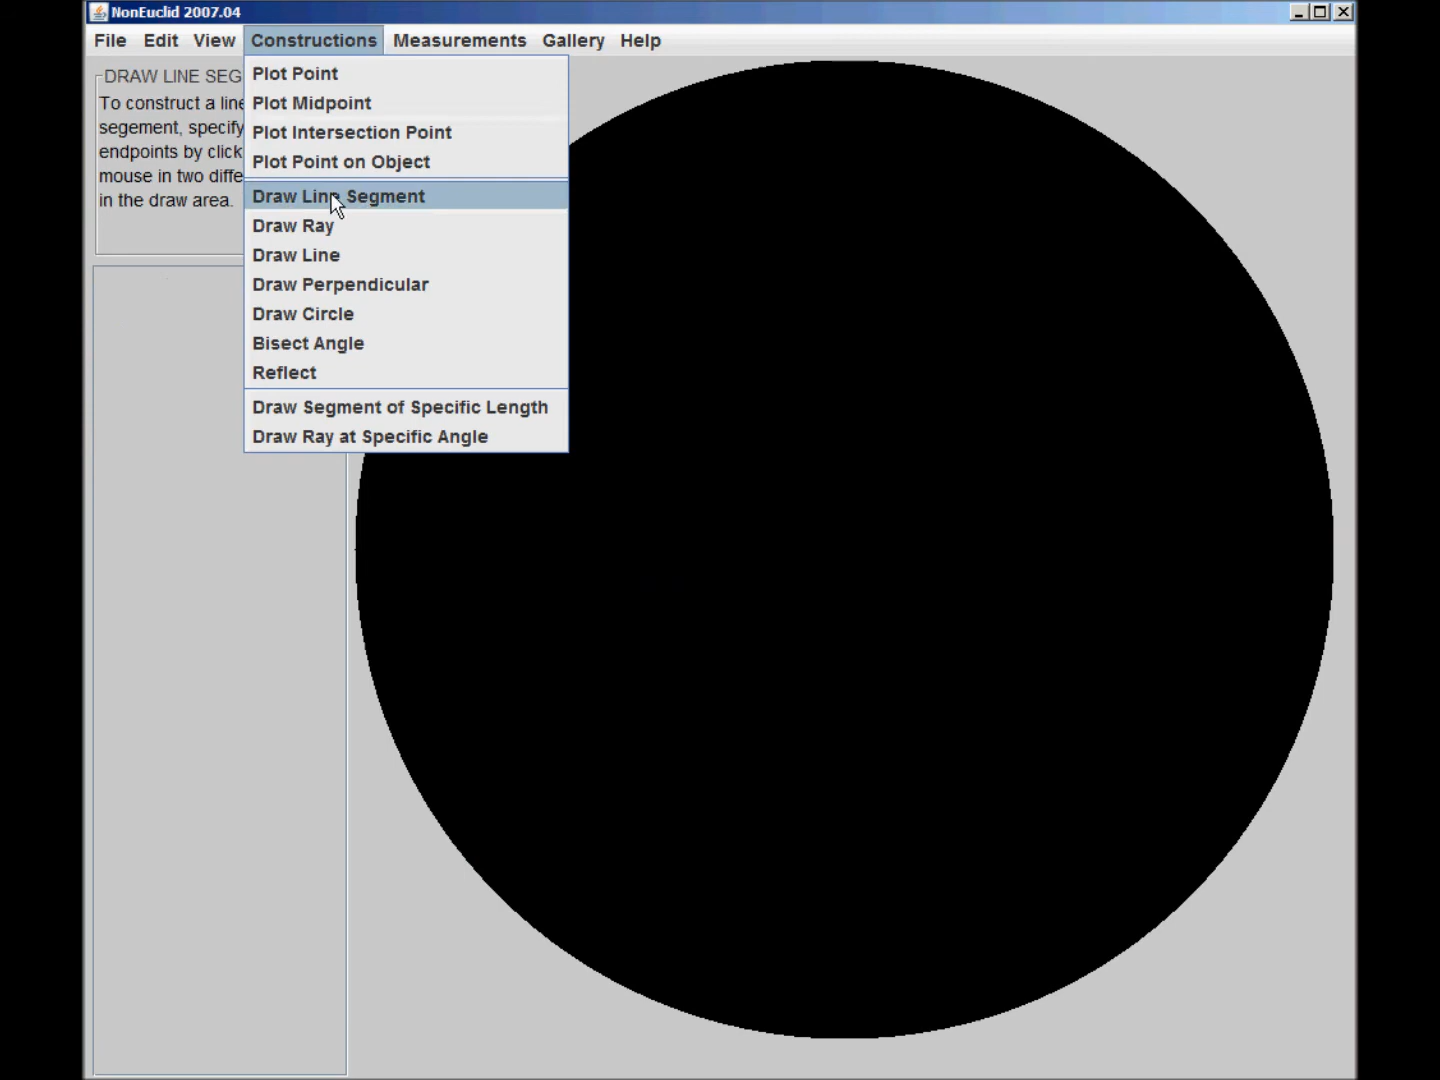 NonEuclid 2007.04
File Edit View Constructions Measurements Gallery Help
DRAW LINE SEG
To construct a line
segement, specify
endpoints by click
mouse in two diffe
in the draw area.
Plot Point
Plot Midpoint
Plot Intersection Point
Plot Point on Object
Draw Line Segment
Draw Ray
Draw Line
Draw Perpendicular
Draw Circle
Bisect Angle
Reflect
Draw Segment of Specific Length
Draw Ray at Specific Angle